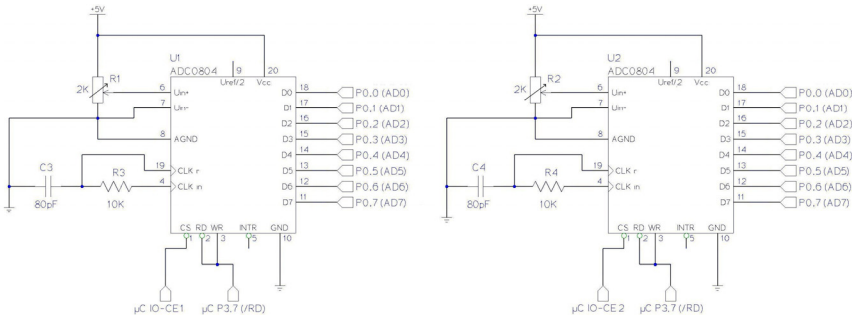 +5V
U1
ADC0804
9
20
Uref/2
Vcc
R1
2K
6
Uin+
7
Uin-
8
AGND
C3
80pF
R3
10K
19
CLK r
4
CLK in
D0
18
P0.0 (AD0)
D1
17
P0.1 (AD1)
D2
16
P0.2 (AD2)
D3
15
P0.3 (AD3)
D4
14
P0.4 (AD4)
D5
13
P0.5 (AD5)
D6
12
P0.6 (AD6)
D7
11
P0.7 (AD7)
CS
RD
WR
INTR
GND
1
2
3
5
10
µC IO-CE1
µC P3.7 (/RD)
+5V
U2
ADC0804
9
20
Uref/2
Vcc
R2
2K
6
Uin+
7
Uin-
8
AGND
C4
80pF
R4
10K
19
CLK r
4
CLK in
D0
18
P0.0 (AD0)
D1
17
P0.1 (AD1)
D2
16
P0.2 (AD2)
D3
15
P0.3 (AD3)
D4
14
P0.4 (AD4)
D5
13
P0.5 (AD5)
D6
12
P0.6 (AD6)
D7
11
P0.7 (AD7)
CS
RD
WR
INTR
GND
1
2
3
5
10
µC IO-CE2
µC P3.7 (/RD)